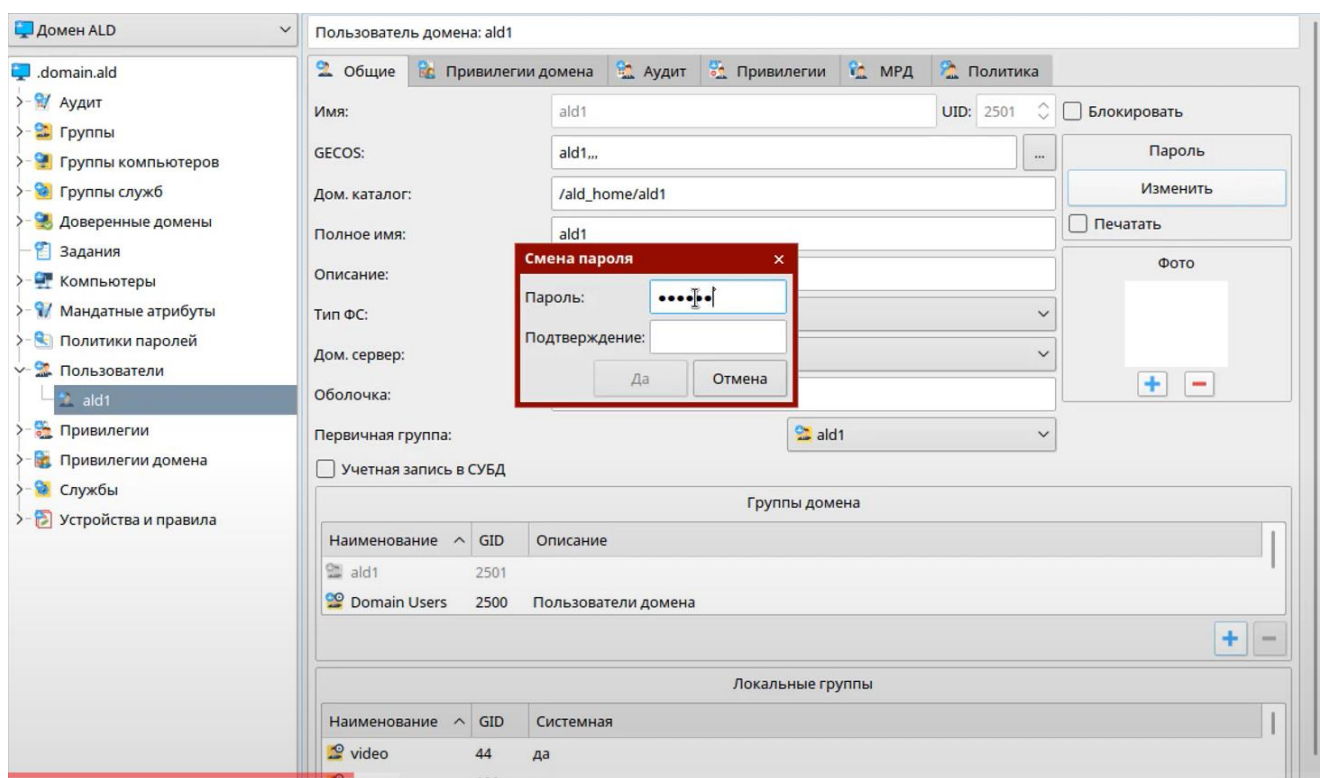 Домен ALD
.domain.ald
Аудит
Группы
Группы компьютеров
Группы служб
Доверенные домены
Задания
Компьютеры
Мандатные атрибуты
Политики паролей
Пользователи
ald1
Привилегии
Привилегии домена
Службы
Устройства и правила
Пользователь домена: ald1
Общие Привилегии домена Аудит Привилегии МРД Политика
Имя: ald1 UID: 2501 Блокировать
GECOS: ald1,,, ...
Пароль
Изменить
Печатать
Дом. каталог: /ald_home/ald1
Полное имя: ald1
Фото
Описание:
Тип ФС:
Дом. сервер:
Оболочка:
Смена пароля ×
Пароль: ••••••
Подтверждение:
Да Отмена
Первичная группа: ald1
Учетная запись в СУБД
Группы домена
Наименование GID Описание
ald1 2501
Domain Users 2500 Пользователи домена
Локальные группы
Наименование GID Системная
video 44 да